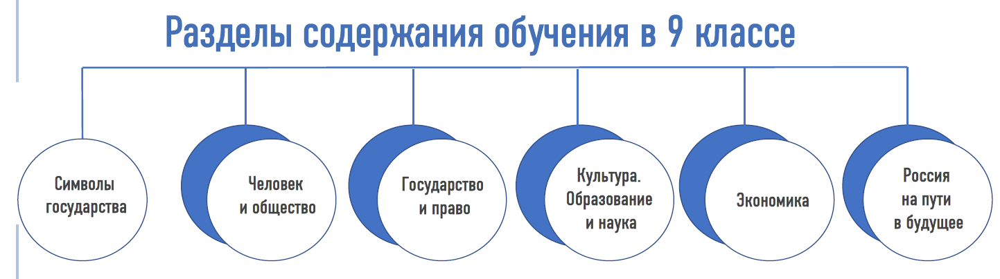 Разделы содержания обучения в 9 классе
Символы
государства
Человек
и общество
Государство
и право
Культура.
Образование
и наука
Экономика
Россия
на пути
в будущее